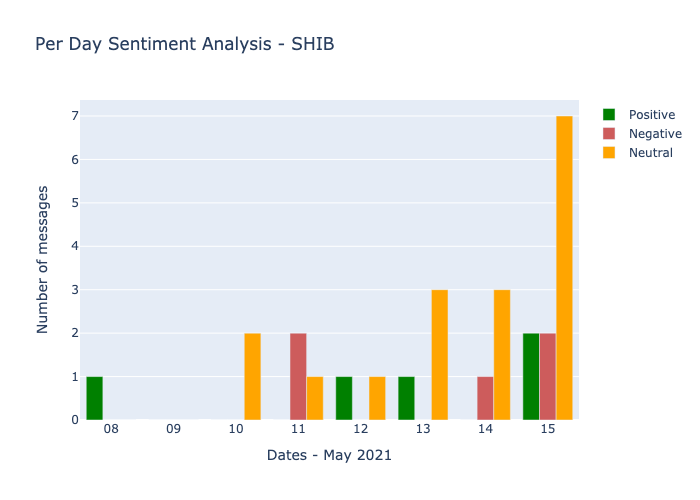 Per Day Sentiment Analysis - SHIB
Positive
Negative
Neutral
Number of messages
7
6
5
4
3
2
1
0
08 09 10 11 12 13 14 15
Dates - May 2021